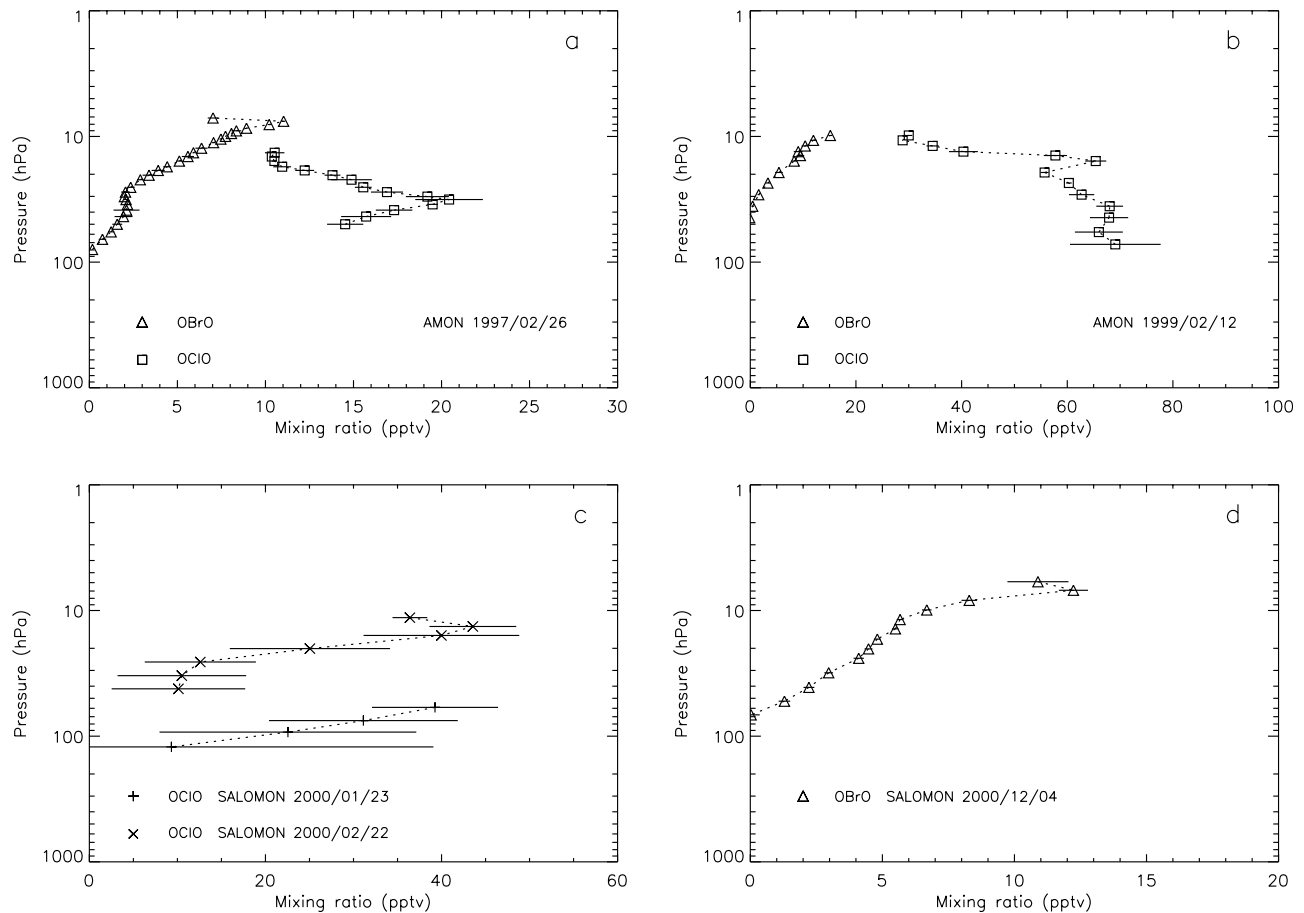 a
1
10
100
1000
Pressure (hPa)
OBrO
AMON 1997/02/26
OClO
0 5 10 15 20 25 30
Mixing ratio (pptv)
b
1
10
100
1000
Pressure (hPa)
OBrO
AMON 1999/02/12
OClO
0 20 40 60 80 100
Mixing ratio (pptv)
c
1
10
100
1000
Pressure (hPa)
OClO SALOMON 2000/01/23
OClO SALOMON 2000/02/22
0 20 40 60
Mixing ratio (pptv)
d
1
10
100
1000
Pressure (hPa)
OBrO SALOMON 2000/12/04
0 5 10 15 20
Mixing ratio (pptv)